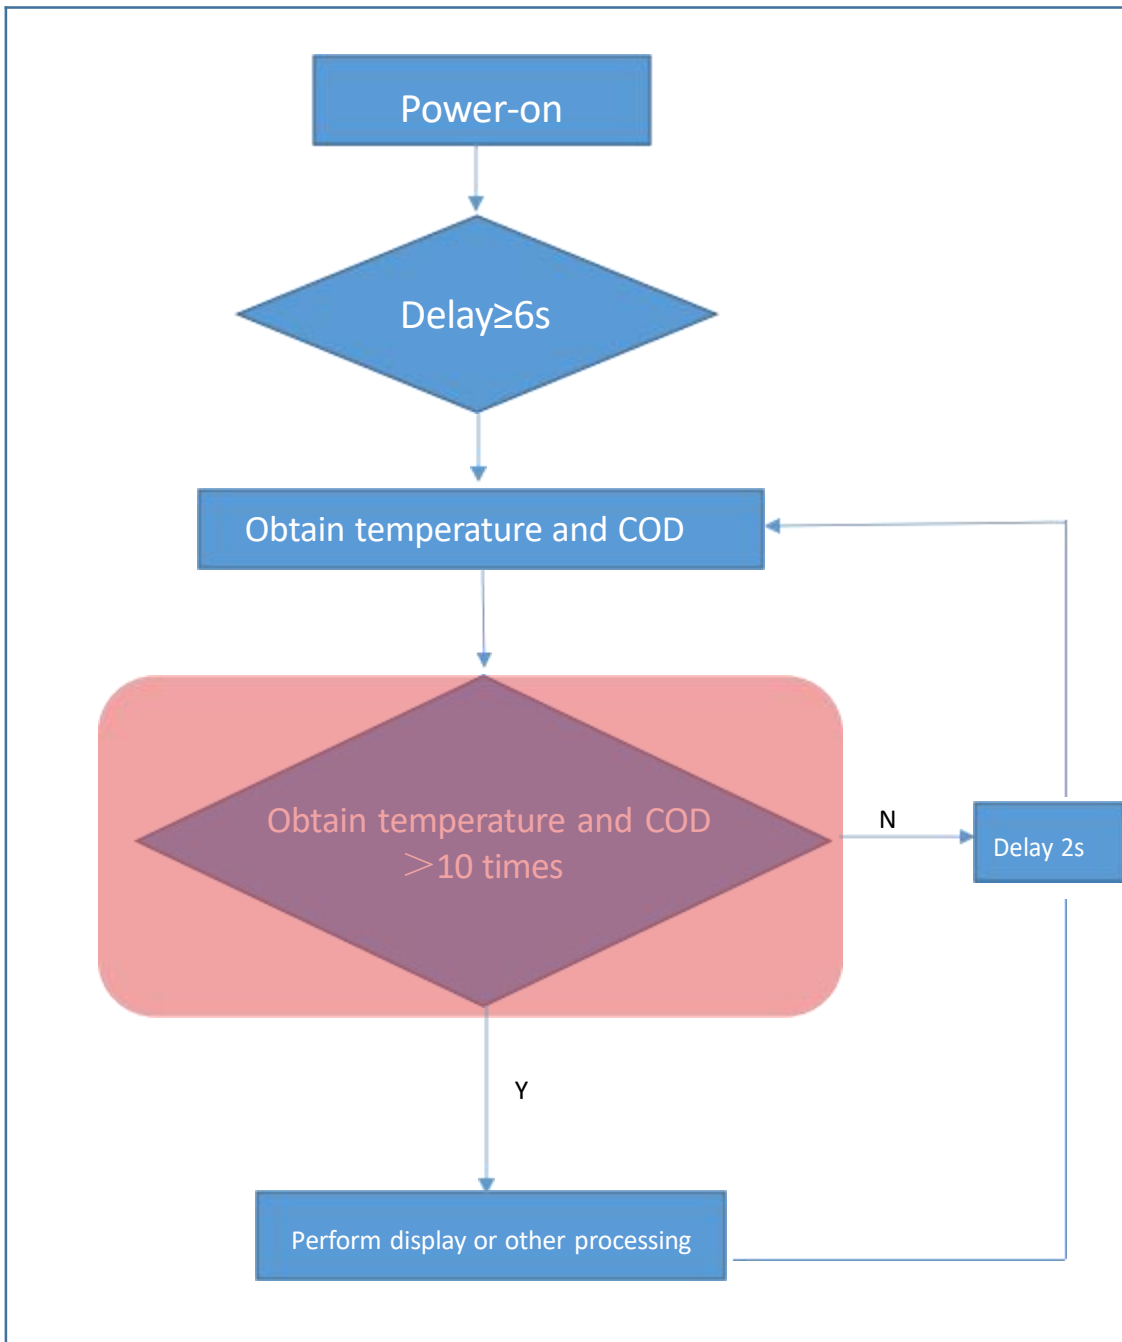 Power-on
Delay≥6s
Obtain temperature and COD
Obtain temperature and COD
＞10 times
N
Delay 2s
Y
Perform display or other processing